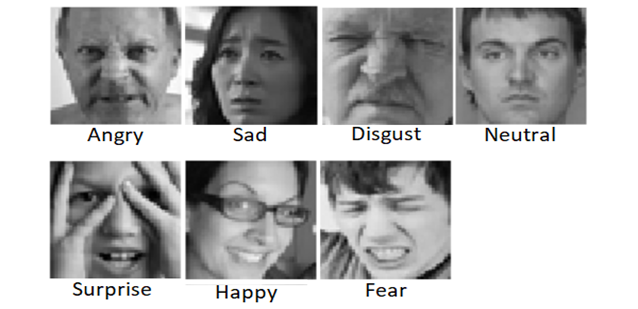 Angry Sad Disgust Neutral
Surprise Happy Fear